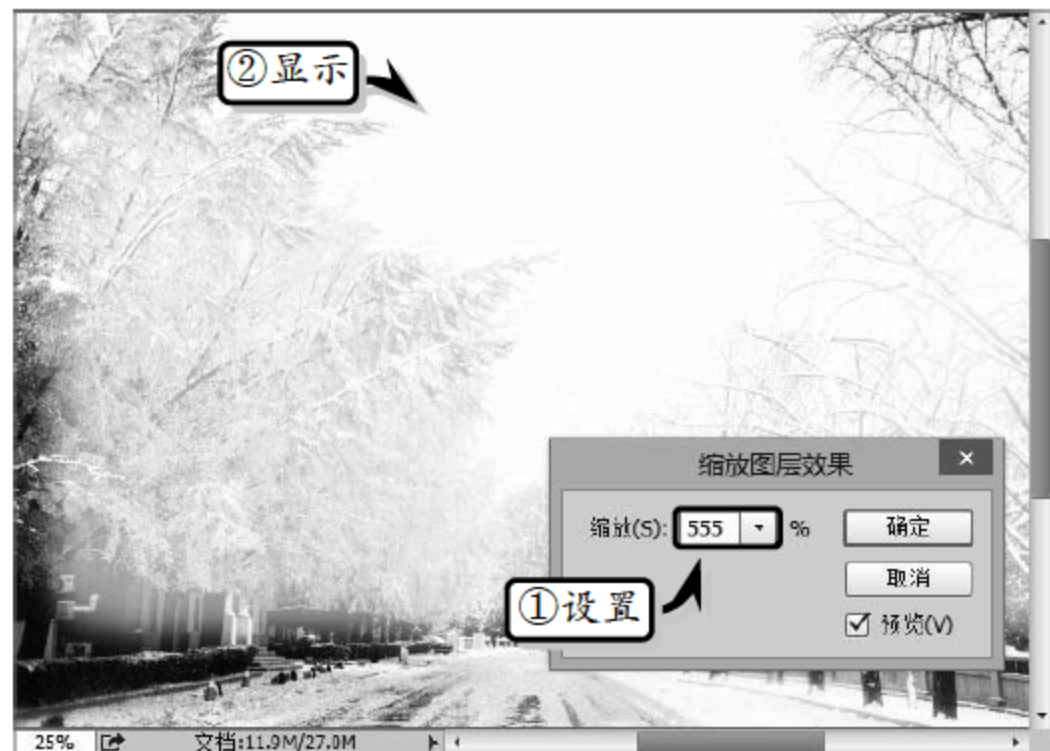 ②显示
缩放图层效果
缩放(S): 555 %
确定
取消
预览(V)
①设置
25% 文档:11.9M/27.0M